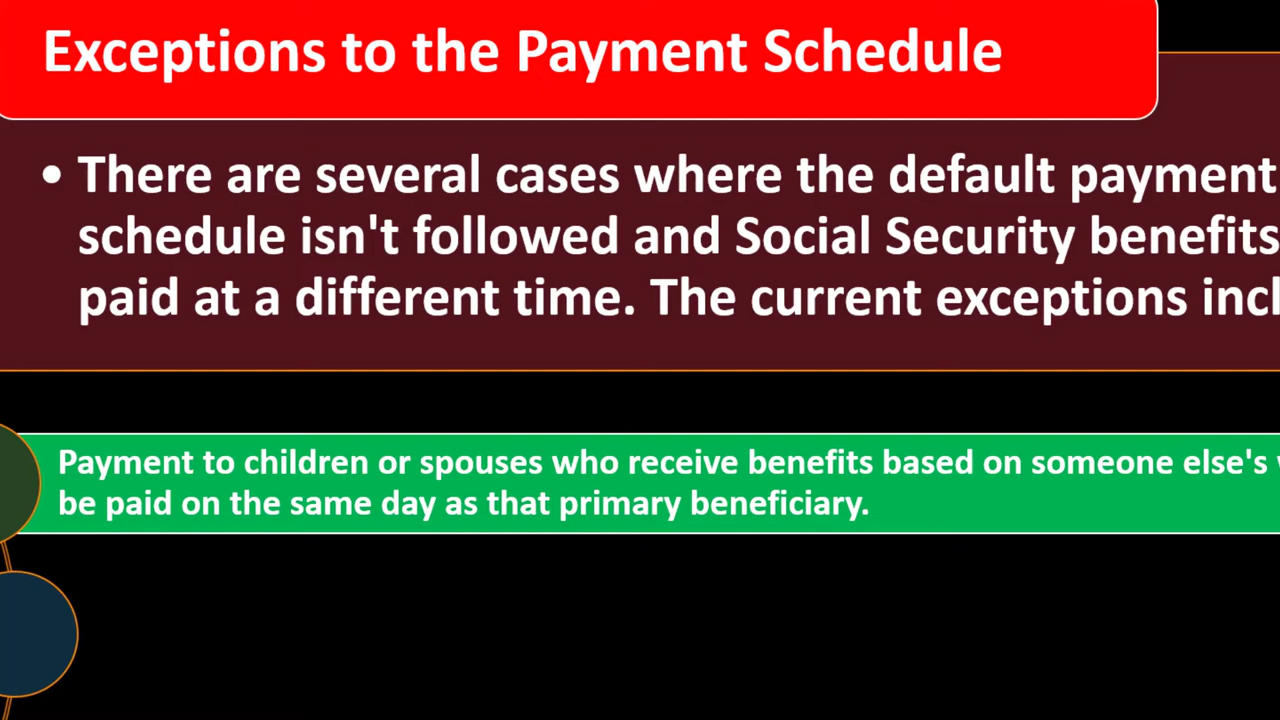 Exceptions to the Payment Schedule
• There are several cases where the default payment
schedule isn't followed and Social Security benefits
paid at a different time. The current exceptions
Payment to children or spouses who receive benefits based on someone else's
be paid on the same day as that primary beneficiary.